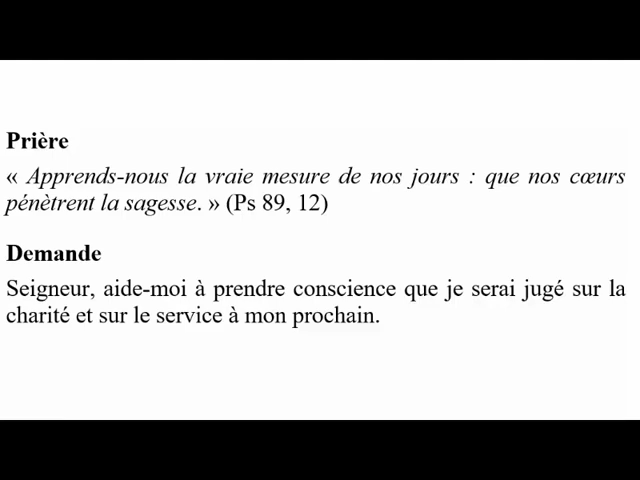 Prière
« Apprends-nous la vraie mesure de nos jours : que nos cœurs
pénètrent la sagesse. » (Ps 89, 12)
Demande
Seigneur, aide-moi à prendre conscience que je serai jugé sur la
charité et sur le service à mon prochain.